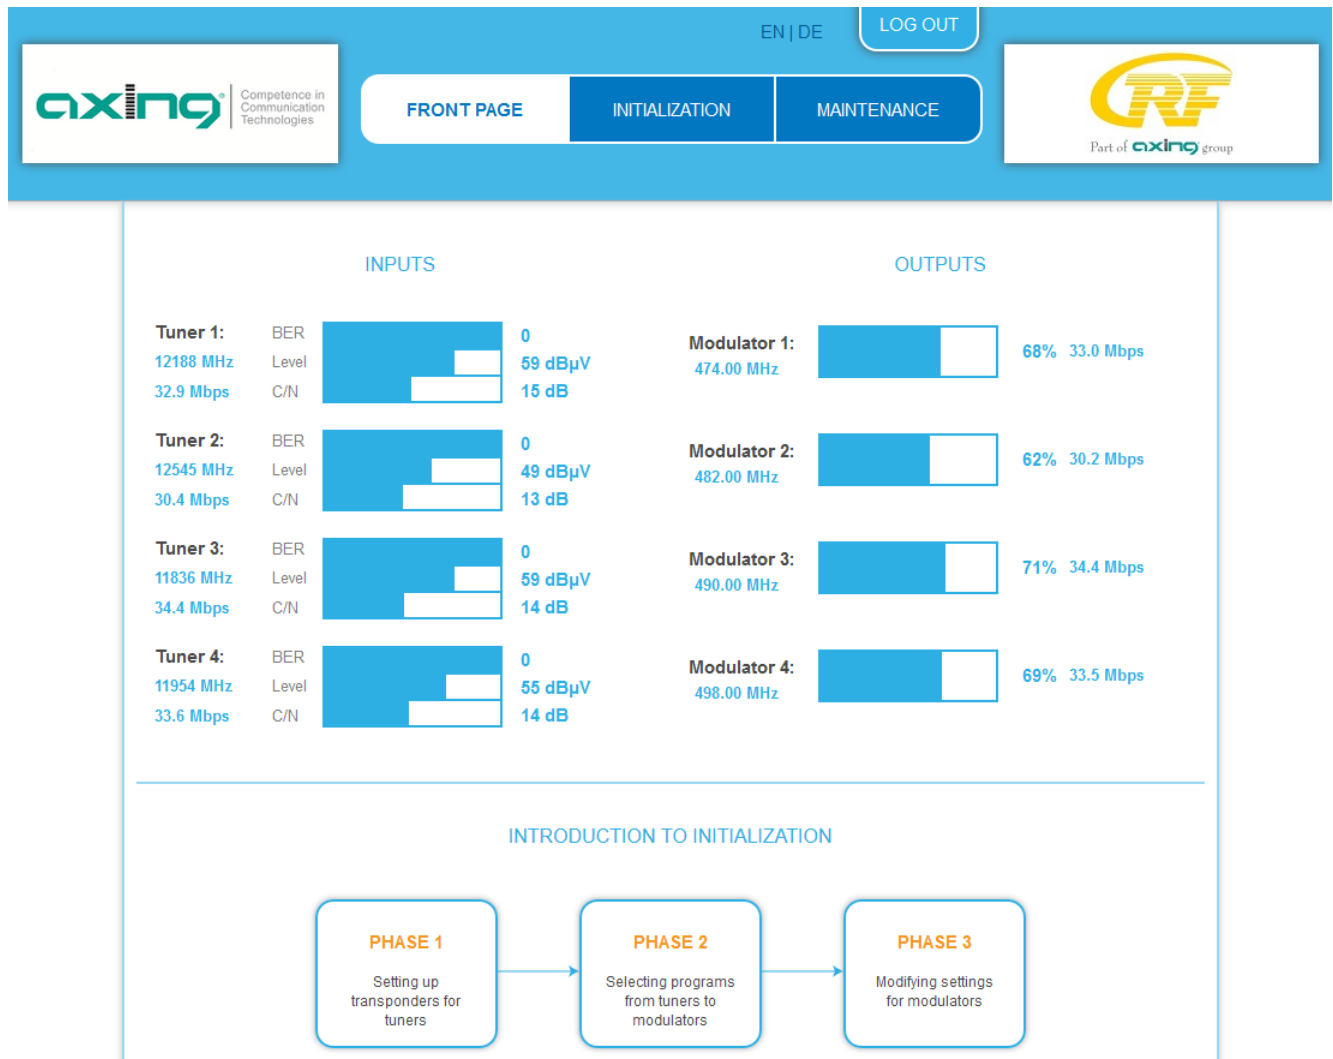 EN | DE
LOG OUT
axing
Competence in
Communication
Technologies
FRONT PAGE
INITIALIZATION
MAINTENANCE
CRF
Part of axing group
INPUTS
OUTPUTS
Tuner 1: BER 0
12188 MHz Level 59 dBµV
32.9 Mbps C/N 15 dB
Modulator 1:
474.00 MHz
68% 33.0 Mbps
Tuner 2: BER 0
12545 MHz Level 49 dBµV
30.4 Mbps C/N 13 dB
Modulator 2:
482.00 MHz
62% 30.2 Mbps
Tuner 3: BER 0
11836 MHz Level 59 dBµV
34.4 Mbps C/N 14 dB
Modulator 3:
490.00 MHz
71% 34.4 Mbps
Tuner 4: BER 0
11954 MHz Level 55 dBµV
33.6 Mbps C/N 14 dB
Modulator 4:
498.00 MHz
69% 33.5 Mbps
INTRODUCTION TO INITIALIZATION
PHASE 1
Setting up
transponders for
tuners
PHASE 2
Selecting programs
from tuners to
modulators
PHASE 3
Modifying settings
for modulators